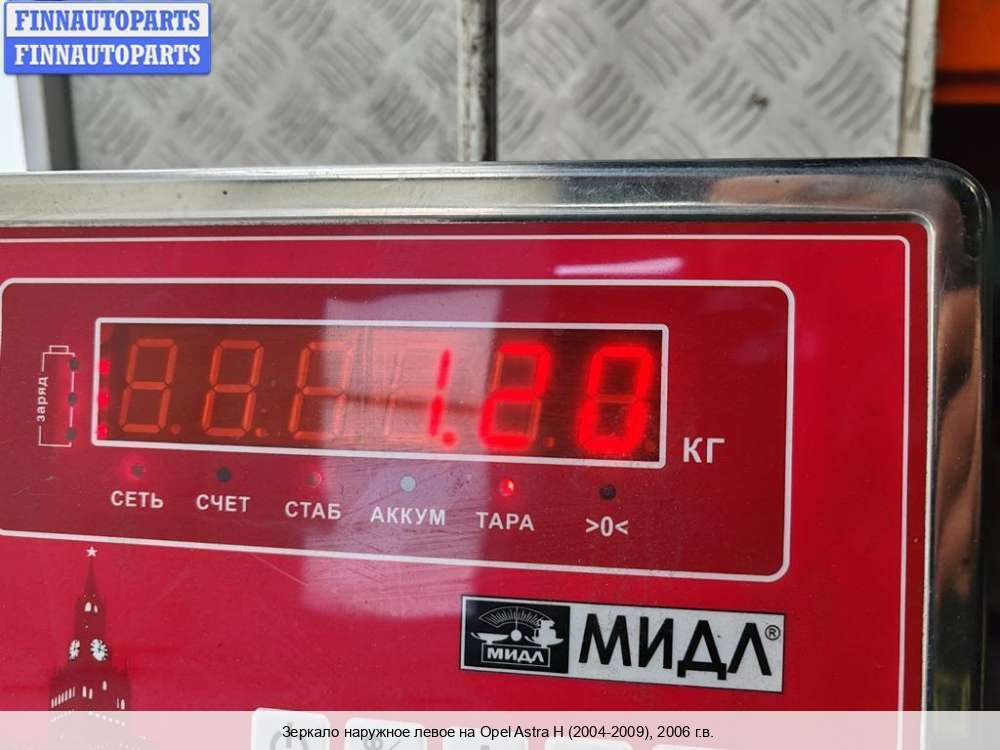 FINNAUTOPARTS
FINNAUTOPARTS
заряд
1.20
КГ
СЕТЬ СЧЕТ СТАБ АККУМ ТАРА >0<
МИДЛ МИДЛ®
Зеркало наружное левое на Opel Astra H (2004-2009), 2006 г.в.